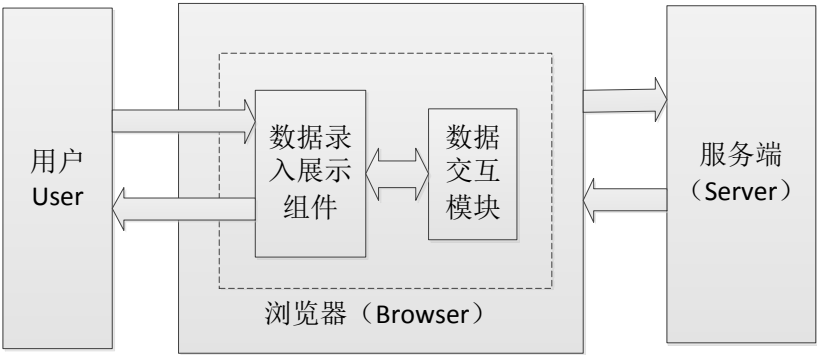 用户
User
数据录
入展示
组件
数据
交互
模块
浏览器（Browser）
服务端
（Server）